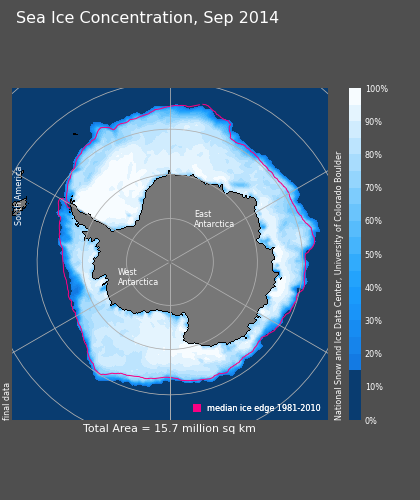 Sea Ice Concentration, Sep 2014
100%
90%
80%
70%
60%
50%
40%
30%
20%
10%
0%
South America
East
Antarctica
West
Antarctica
National Snow and Ice Data Center, University of Colorado Boulder
final data
median ice edge 1981-2010
Total Area = 15.7 million sq km